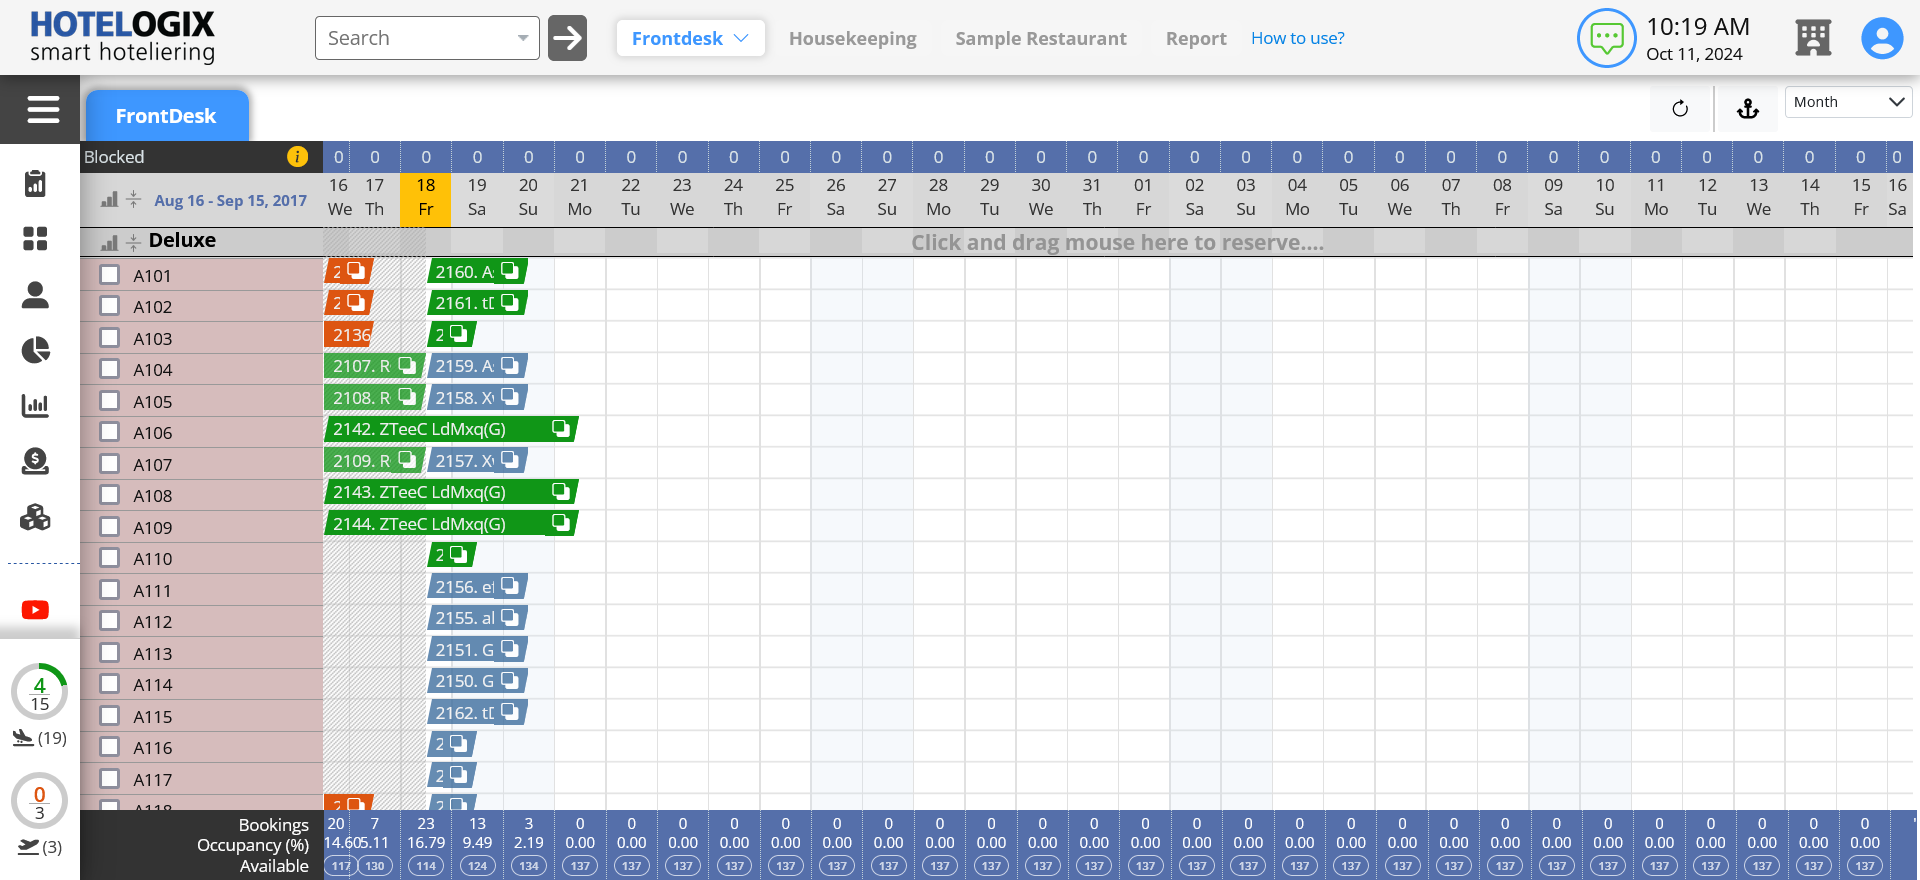 HOTELOGIX
smart hoteliering
Search
Frontdesk
Housekeeping
Sample Restaurant
Report
How to use?
10:19 AM
Oct 11, 2024
FrontDesk
Month
Blocked
0 0 0 0 0 0 0 0 0 0 0 0 0 0 0 0 0 0 0 0 0 0 0 0 0 0 0 0 0 0 0 0
Aug 16 - Sep 15, 2017
16 17 18 19 20 21 22 23 24 25 26 27 28 29 30 31 01 02 03 04 05 06 07 08 09 10 11 12 13 14 15 16
We Th Fr Sa Su Mo Tu We Th Fr Sa Su Mo Tu We Th Fr Sa Su Mo Tu We Th Fr Sa Su Mo Tu We Th Fr Sa
Deluxe
Click and drag mouse here to reserve....
A101 2 2160. A
A102 2 2161.
A103 2136 2
A104 2107. R 2159. A
A105 2108. R 2158. X
A106 2142. ZTeeC LdMxq(G)
A107 2109. R 2157. X
A108 2143. ZTeeC LdMxq(G)
A109 2144. ZTeeC LdMxq(G)
A110 2
A111 2156.
A112 2155.
A113 2151. G
A114 2150. G
A115 2162.
A116 2
A117 2
A118 2 2
4
15
(19)
0
3
(3)
Bookings 20 7 23 13 3 0 0 0 0 0 0 0 0 0 0 0 0 0 0 0 0 0 0 0 0 0 0 0 0 0 0
Occupancy (%) 14.60 5.11 16.79 9.49 2.19 0.00 0.00 0.00 0.00 0.00 0.00 0.00 0.00 0.00 0.00 0.00 0.00 0.00 0.00 0.00 0.00 0.00 0.00 0.00 0.00 0.00 0.00 0.00 0.00 0.00 0.00
Available 117 130 114 124 134 137 137 137 137 137 137 137 137 137 137 137 137 137 137 137 137 137 137 137 137 137 137 137 137 137 137